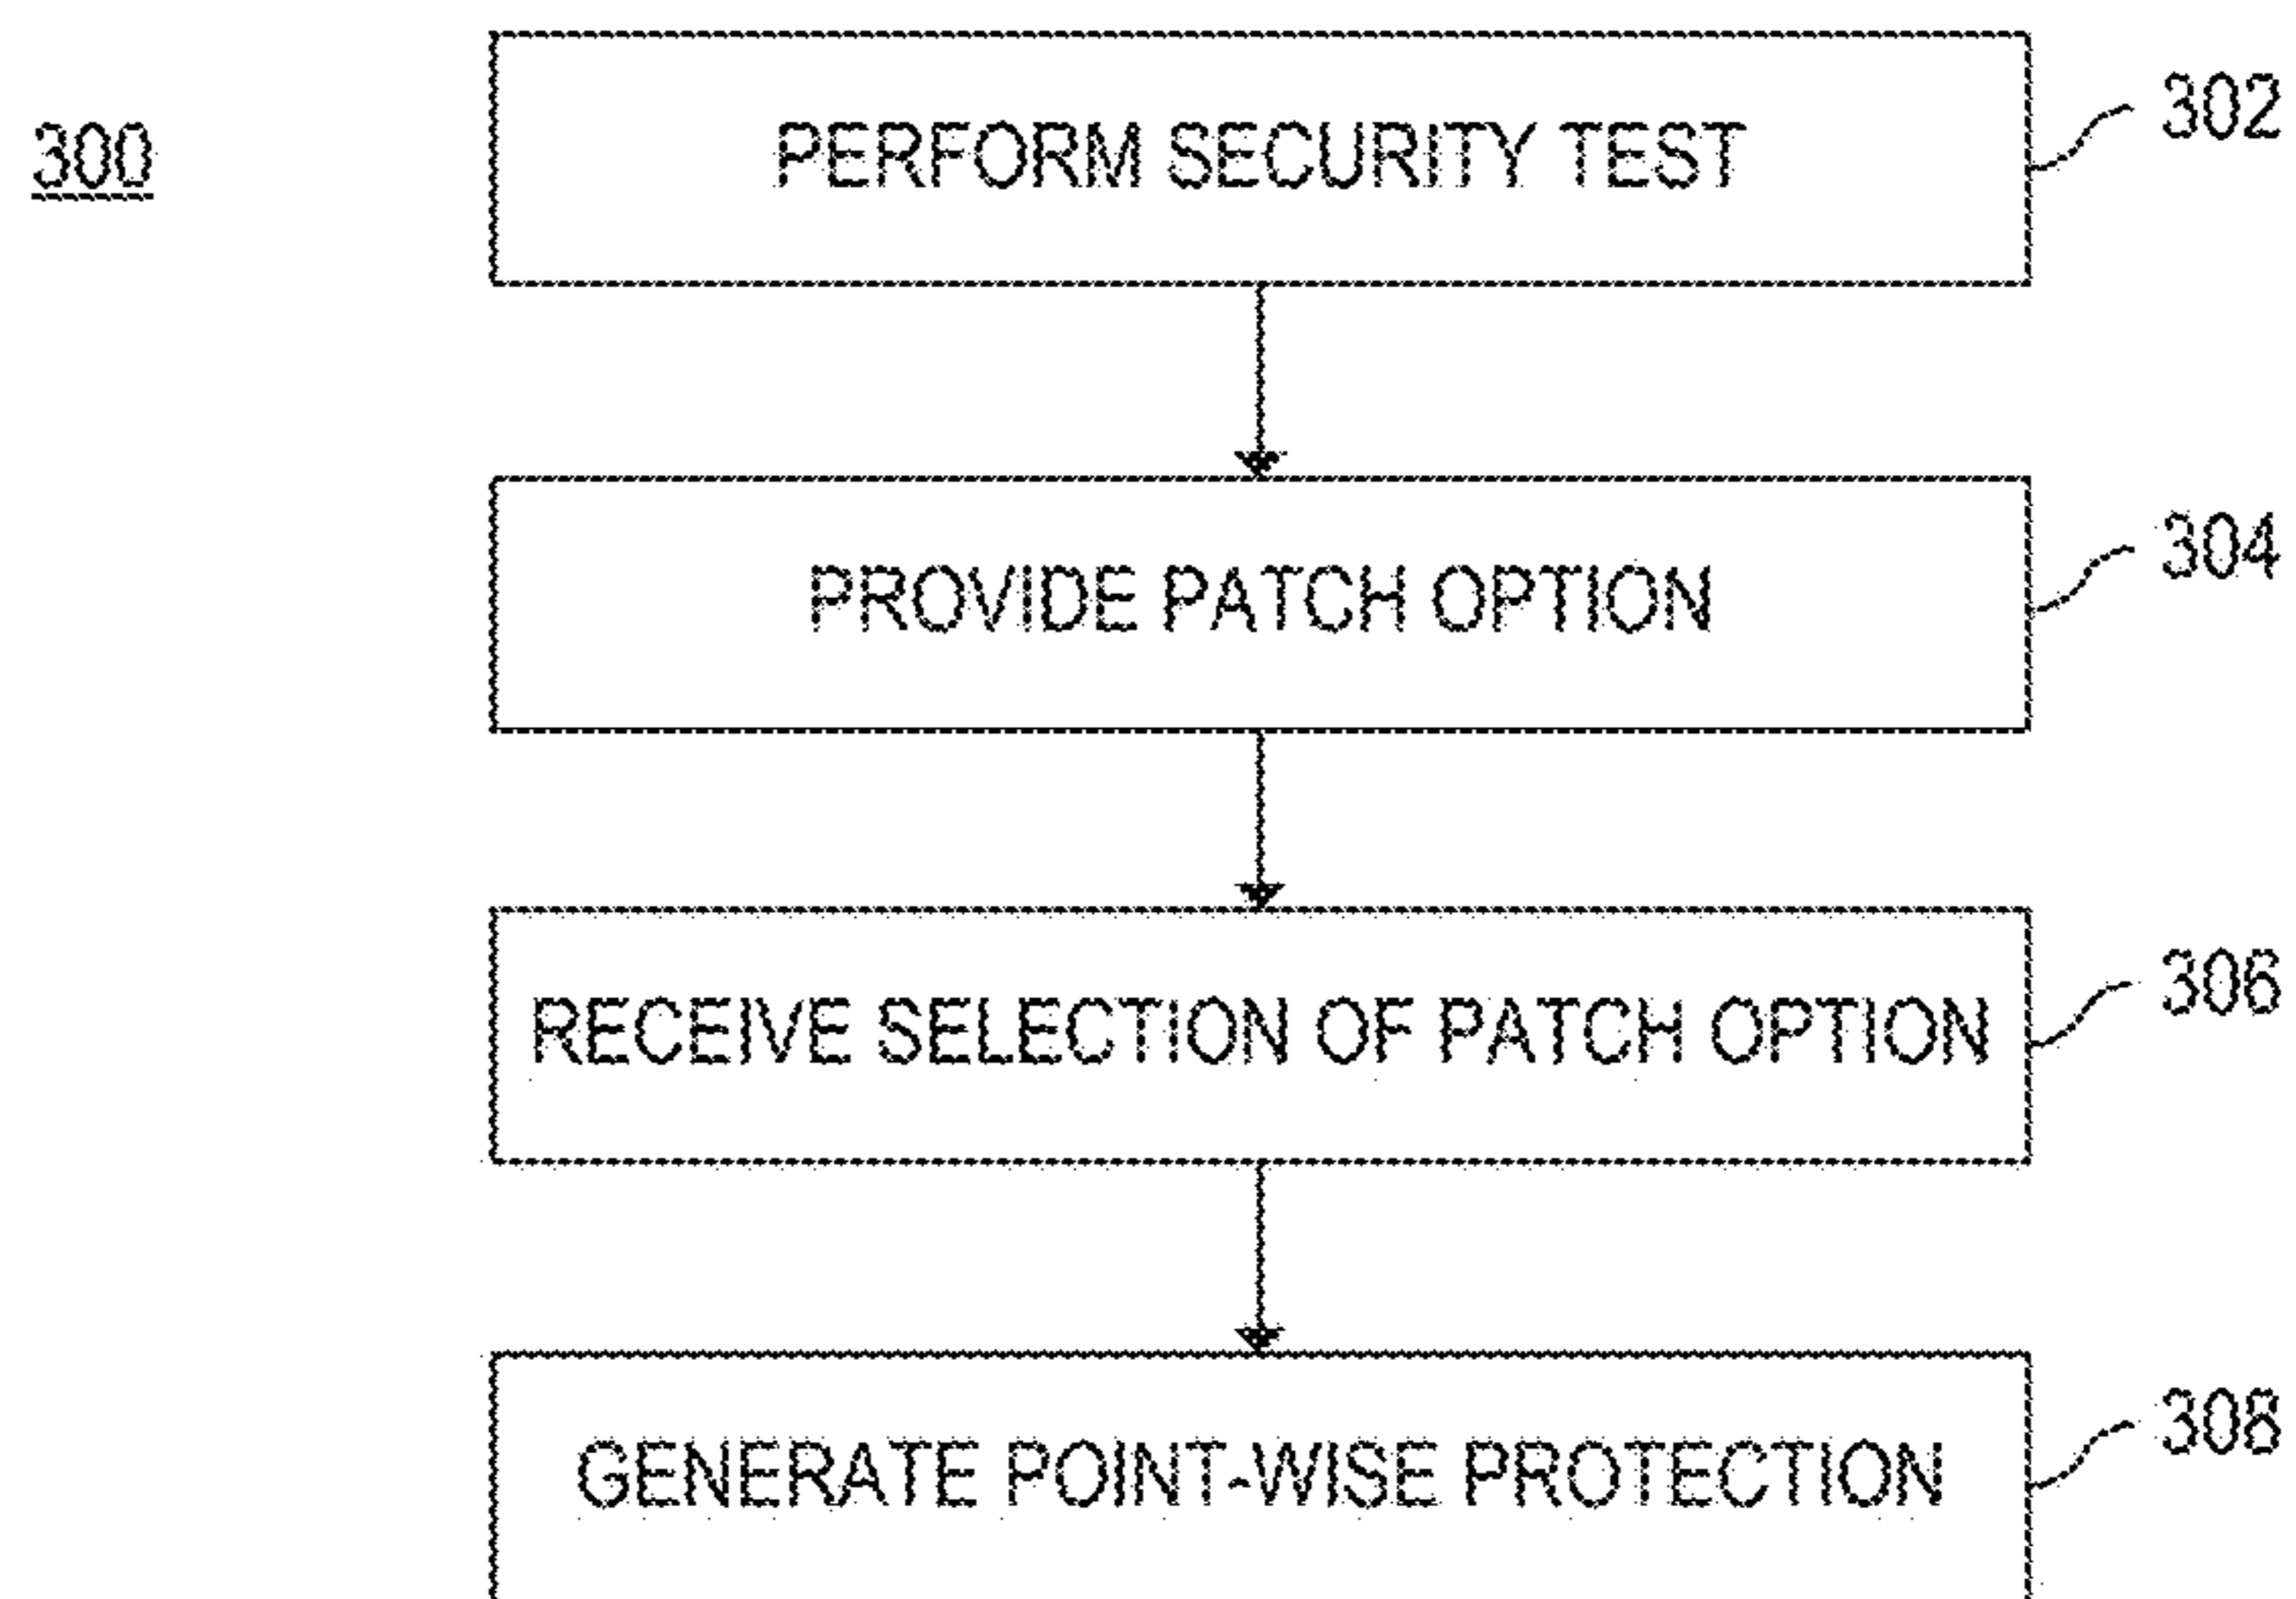 300
PERFORM SECURITY TEST
302
PROVIDE PATCH OPTION
304
RECEIVE SELECTION OF PATCH OPTION
306
GENERATE POINT-WISE PROTECTION
308